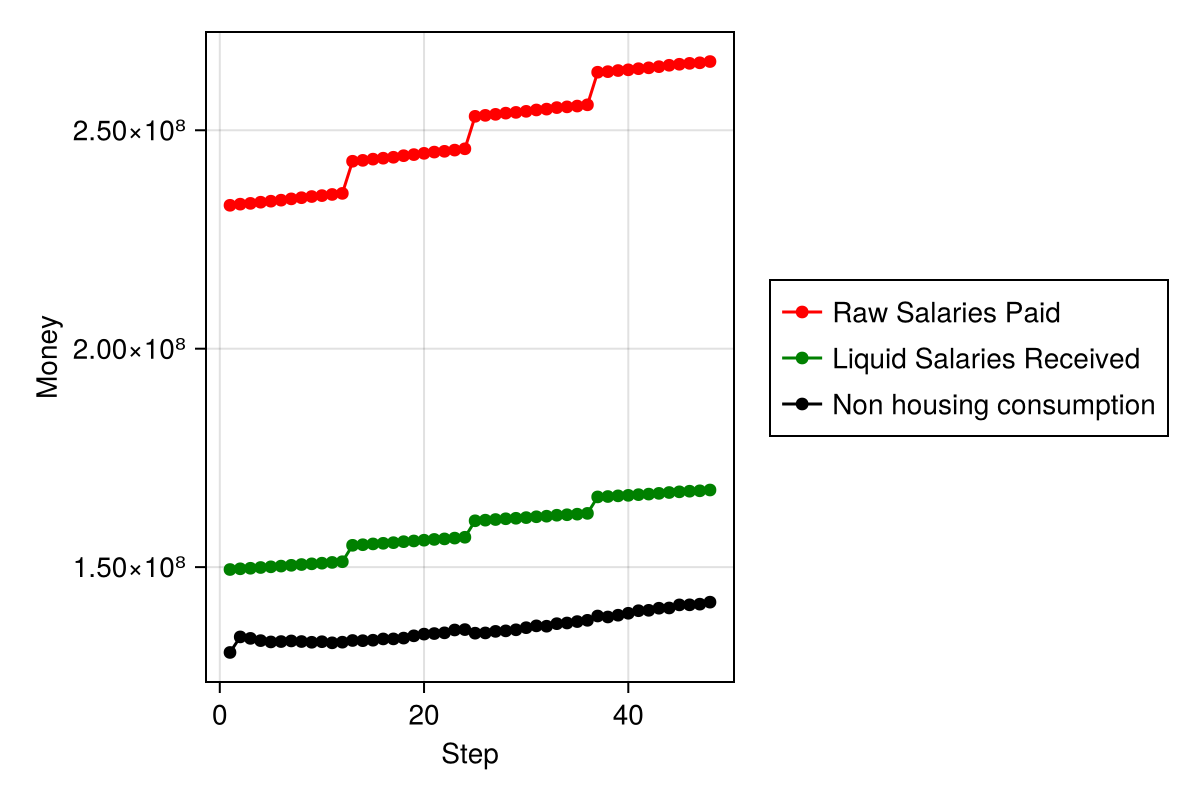 Money
2.50×10⁸
2.00×10⁸
1.50×10⁸
0 20 40
Step
Raw Salaries Paid
Liquid Salaries Received
Non housing consumption